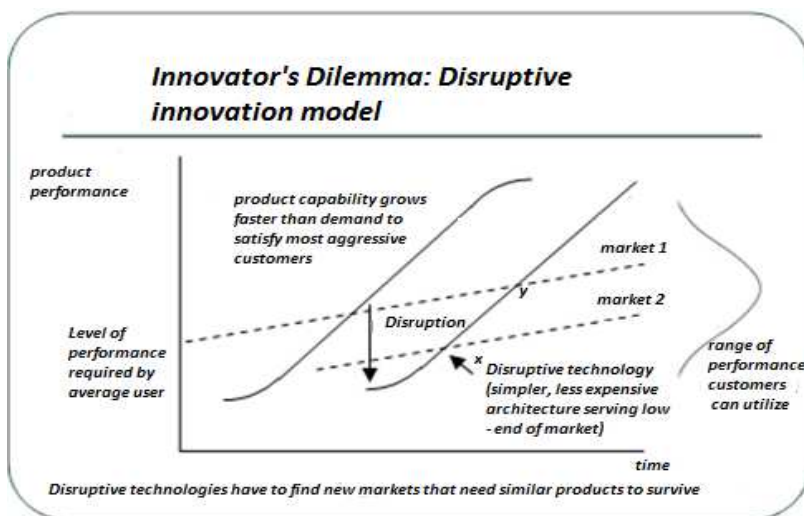 Innovator's Dilemma: Disruptive
innovation model
product
performance
product capability grows
faster than demand to
satisfy most aggressive
customers
market 1
y
market 2
Disruption
Level of
performance
required by
average user
x
Disruptive technology
(simpler, less expensive
architecture serving low
- end of market)
range of
performance
customers
can utilize
time
Disruptive technologies have to find new markets that need similar products to survive